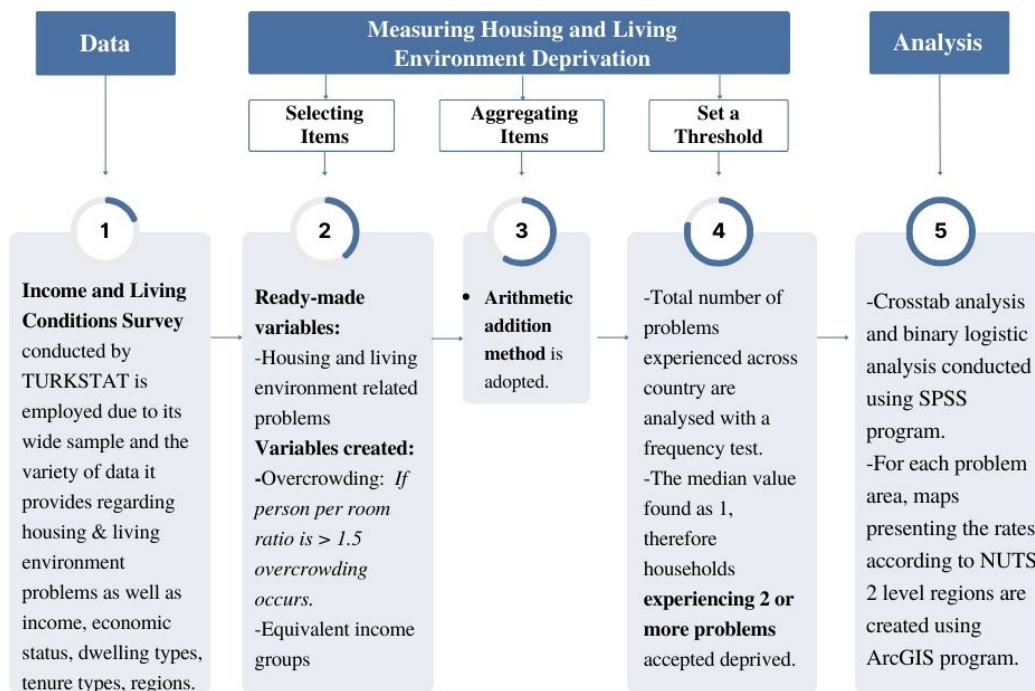 Data
Measuring Housing and Living
Environment Deprivation
Analysis
Selecting
Items
Aggregating
Items
Set a
Threshold
1
Income and Living
Conditions Survey
conducted by
TURKSTAT is
employed due to its
wide sample and the
variety of data it
provides regarding
housing & living
environment
problems as well as
income, economic
status, dwelling types,
tenure types, regions.
2
Ready-made
variables:
-Housing and living
environment related
problems
Variables created:
-Overcrowding: If
person per room
ratio is > 1.5
overcrowding
occurs.
-Equivalent income
groups
3
• Arithmetic
addition
method is
adopted.
4
-Total number of
problems
experienced across
country are
analysed with a
frequency test.
-The median value
found as 1,
therefore
households
experiencing 2 or
more problems
accepted deprived.
5
-Crosstab analysis
and binary logistic
analysis conducted
using SPSS
program.
-For each problem
area, maps
presenting the rates
according to NUTS
2 level regions are
created using
ArcGIS program.